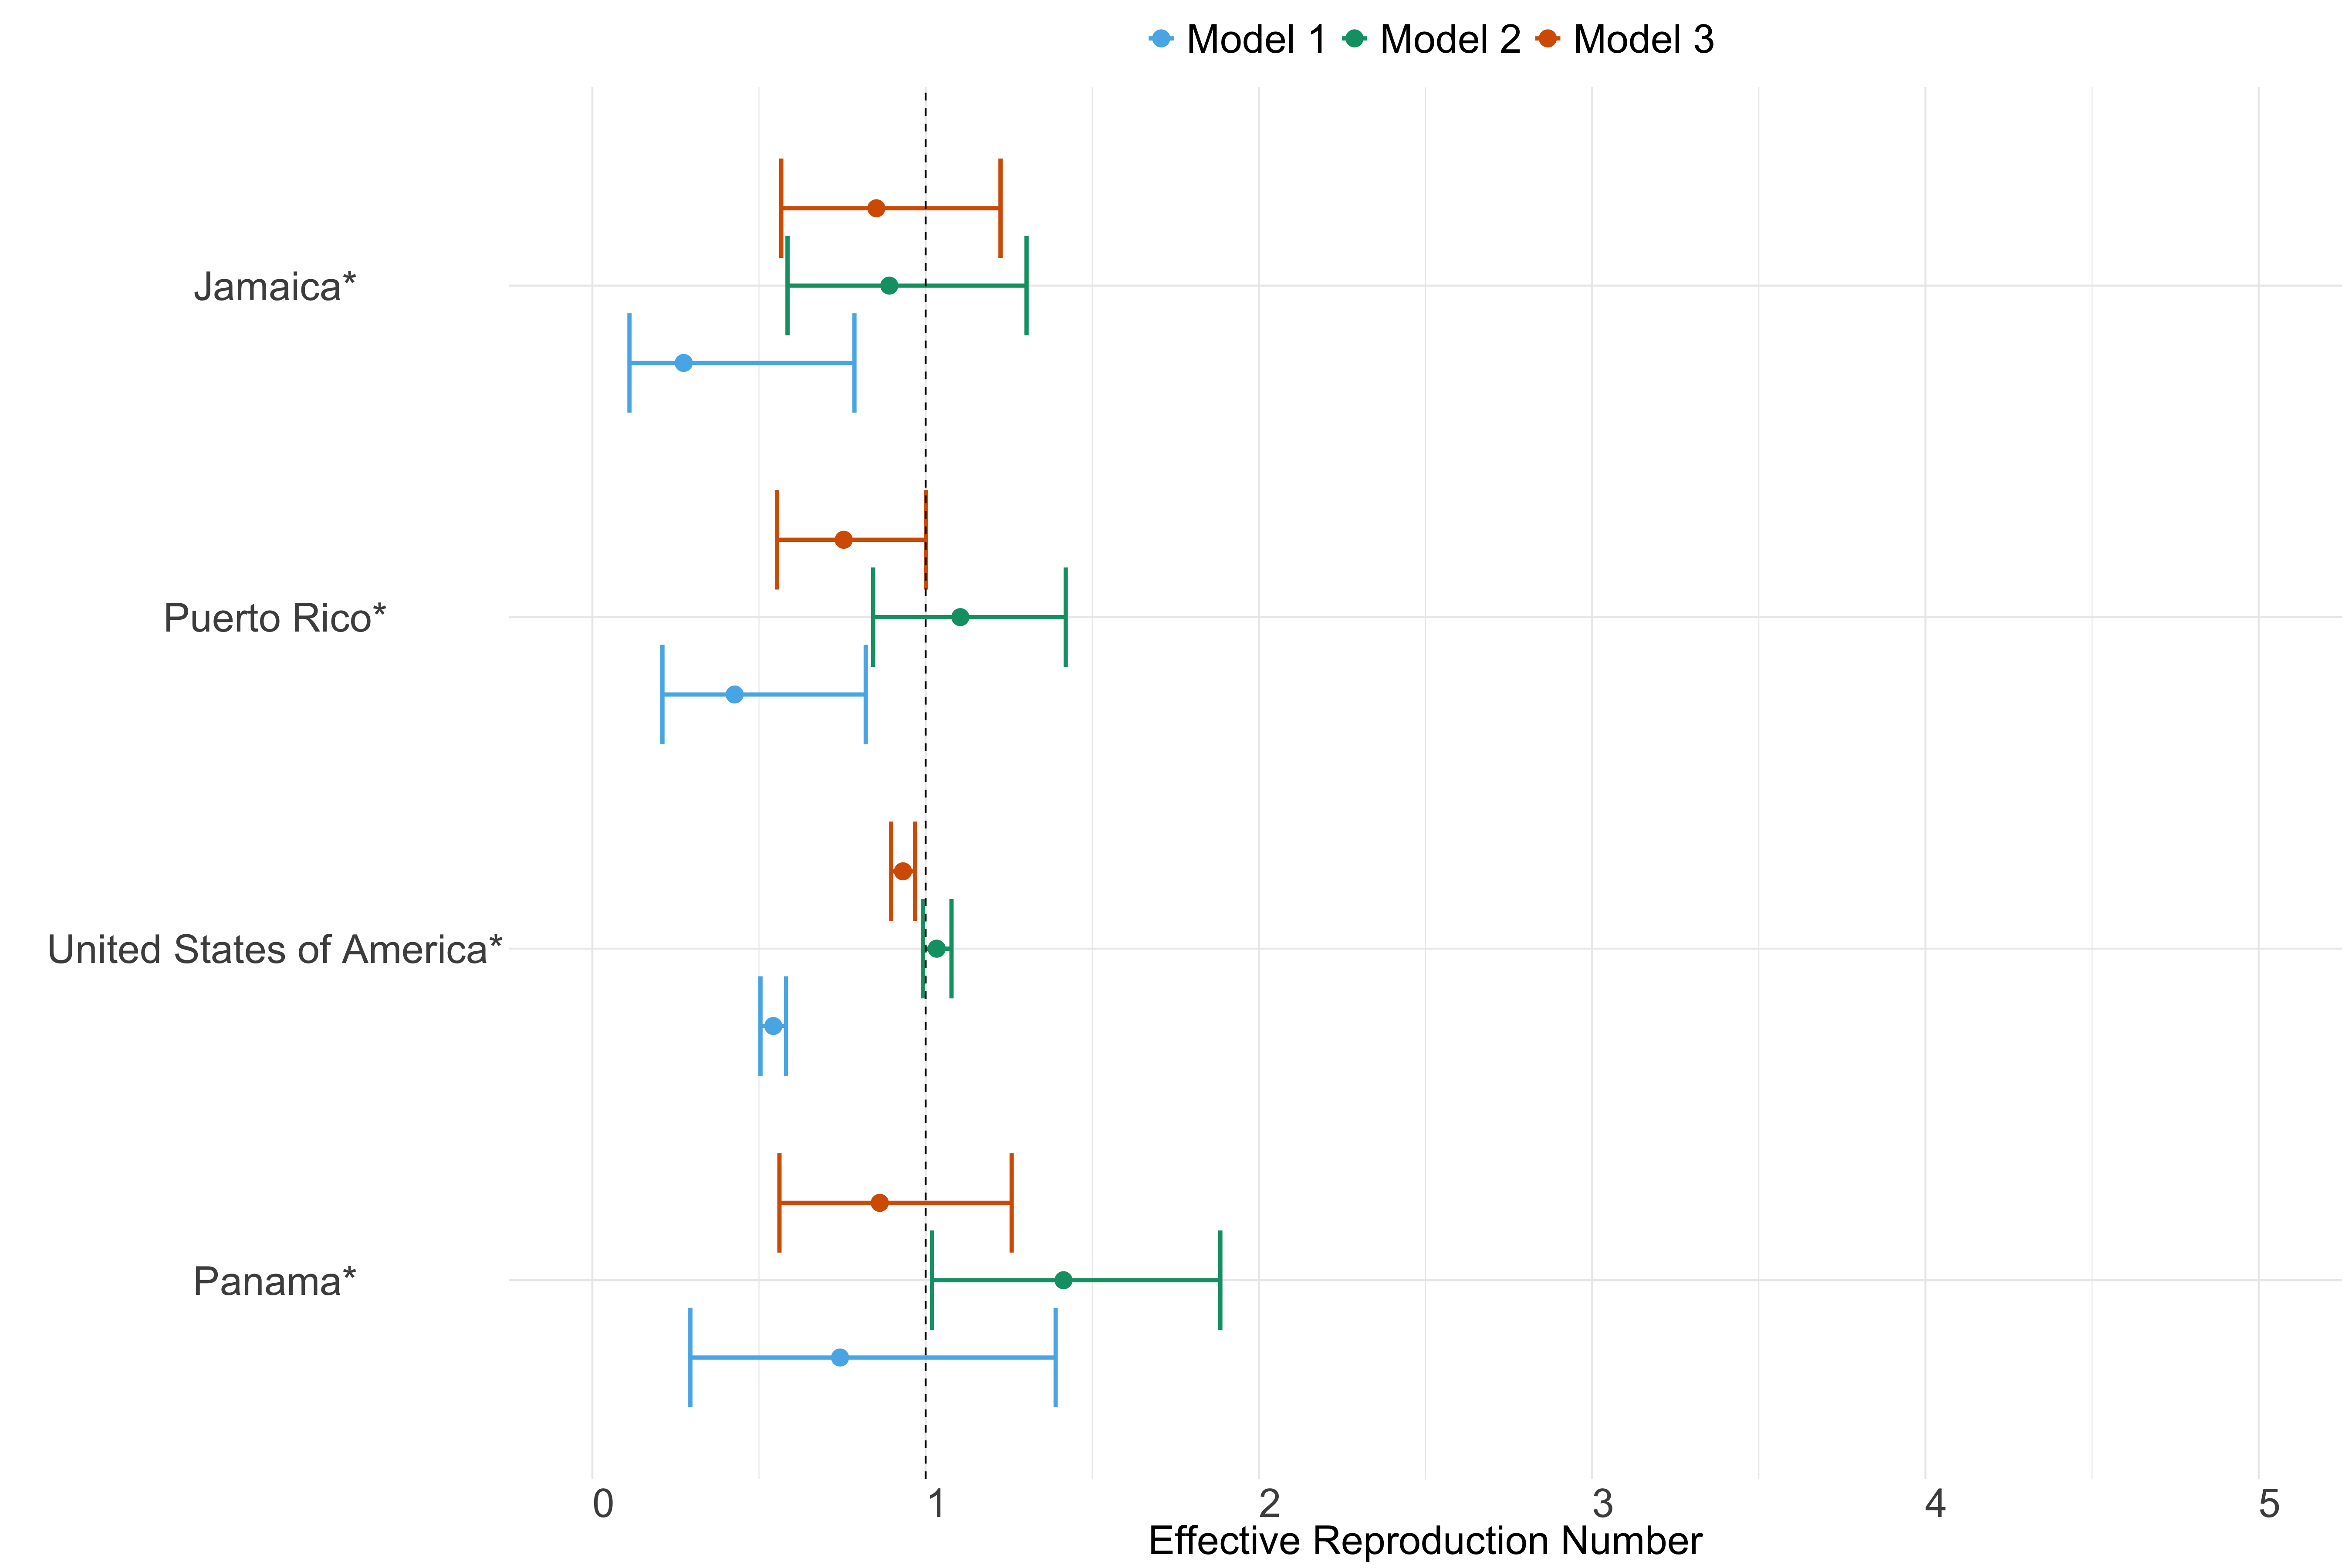 Model 1 Model 2 Model 3
Jamaica*
Puerto Rico*
United States of America*
Panama*
0 1 2 3 4 5
Effective Reproduction Number